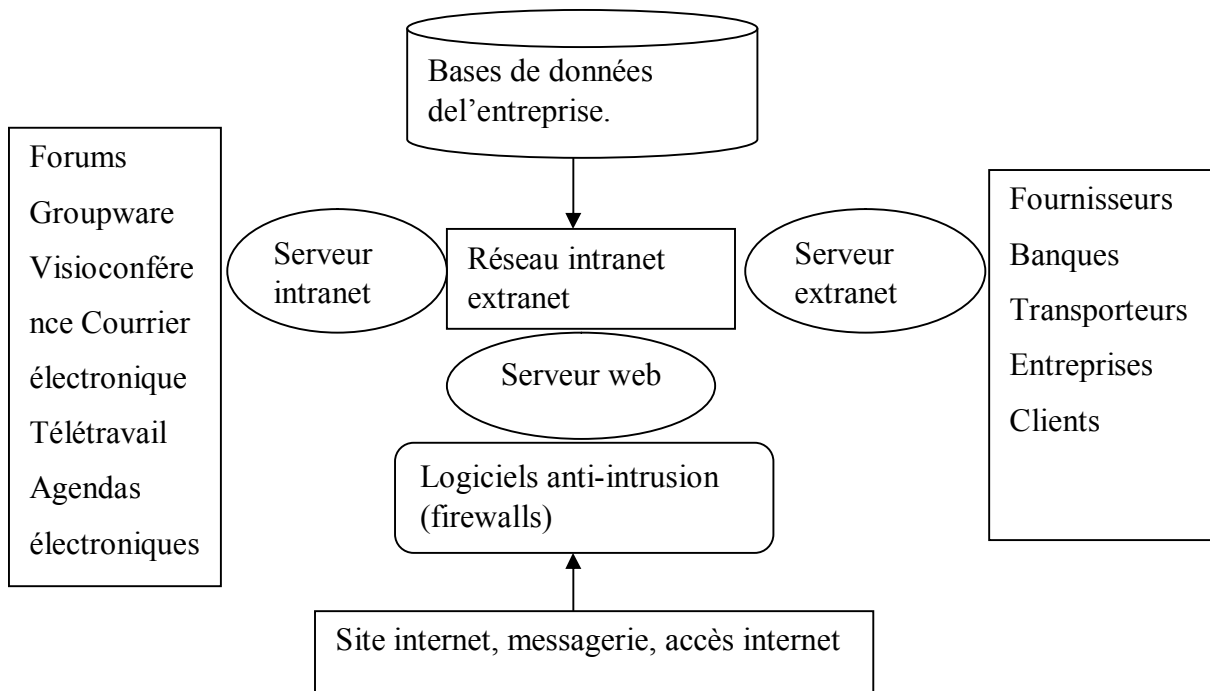 Bases de données
del’entreprise.
Forums
Groupware
Visioconfére
nce Courrier
électronique
Télétravail
Agendas
électroniques
Serveur
intranet
Réseau intranet
extranet
Serveur
extranet
Fournisseurs
Banques
Transporteurs
Entreprises
Clients
Serveur web
Logiciels anti-intrusion
(firewalls)
Site internet, messagerie, accès internet